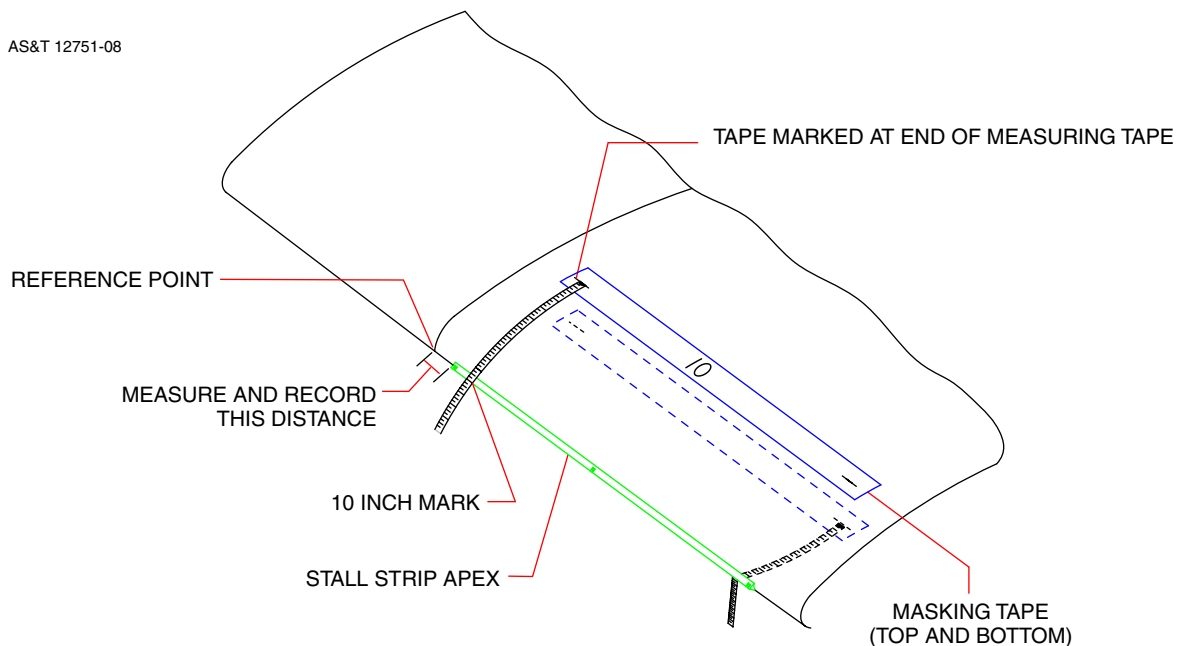 AS&T 12751-08
TAPE MARKED AT END OF MEASURING TAPE
REFERENCE POINT
10
MEASURE AND RECORD
THIS DISTANCE
10 INCH MARK
STALL STRIP APEX
MASKING TAPE
(TOP AND BOTTOM)